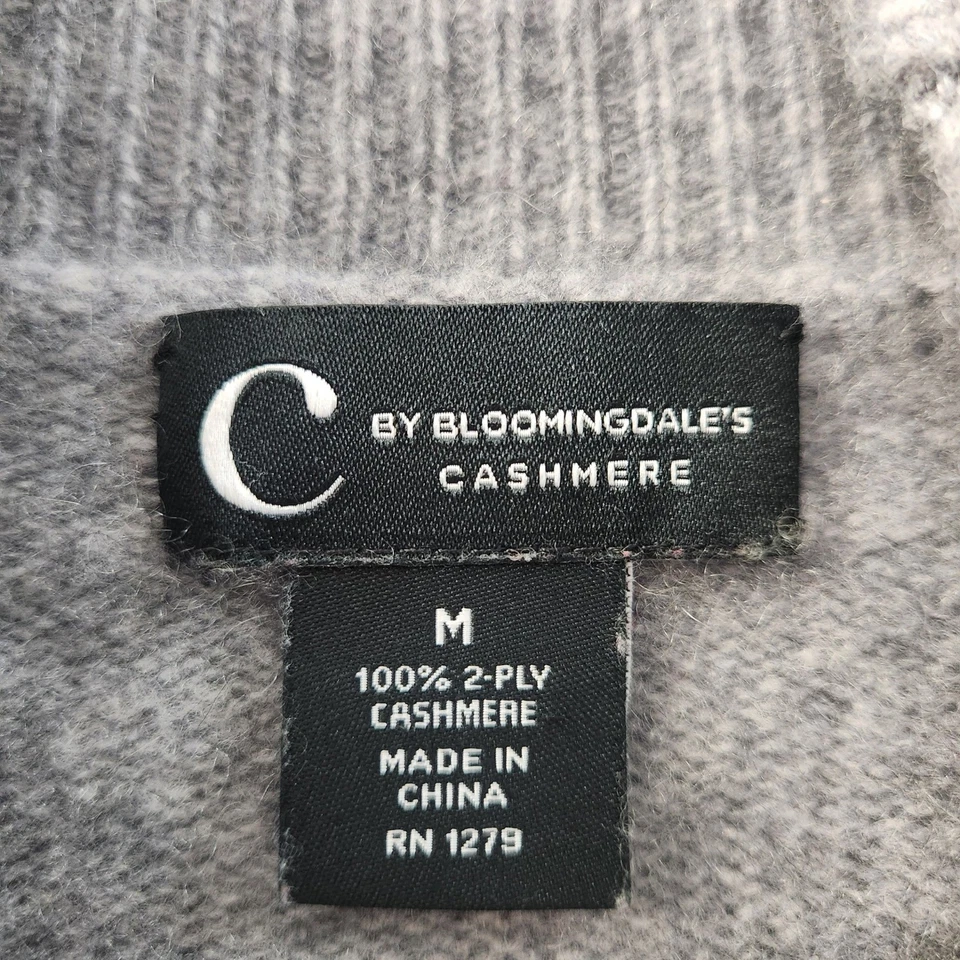 C BY BLOOMINGDALE'S
CASHMERE
M
100% 2-PLY
CASHMERE
MADE IN
CHINA
RN 1279